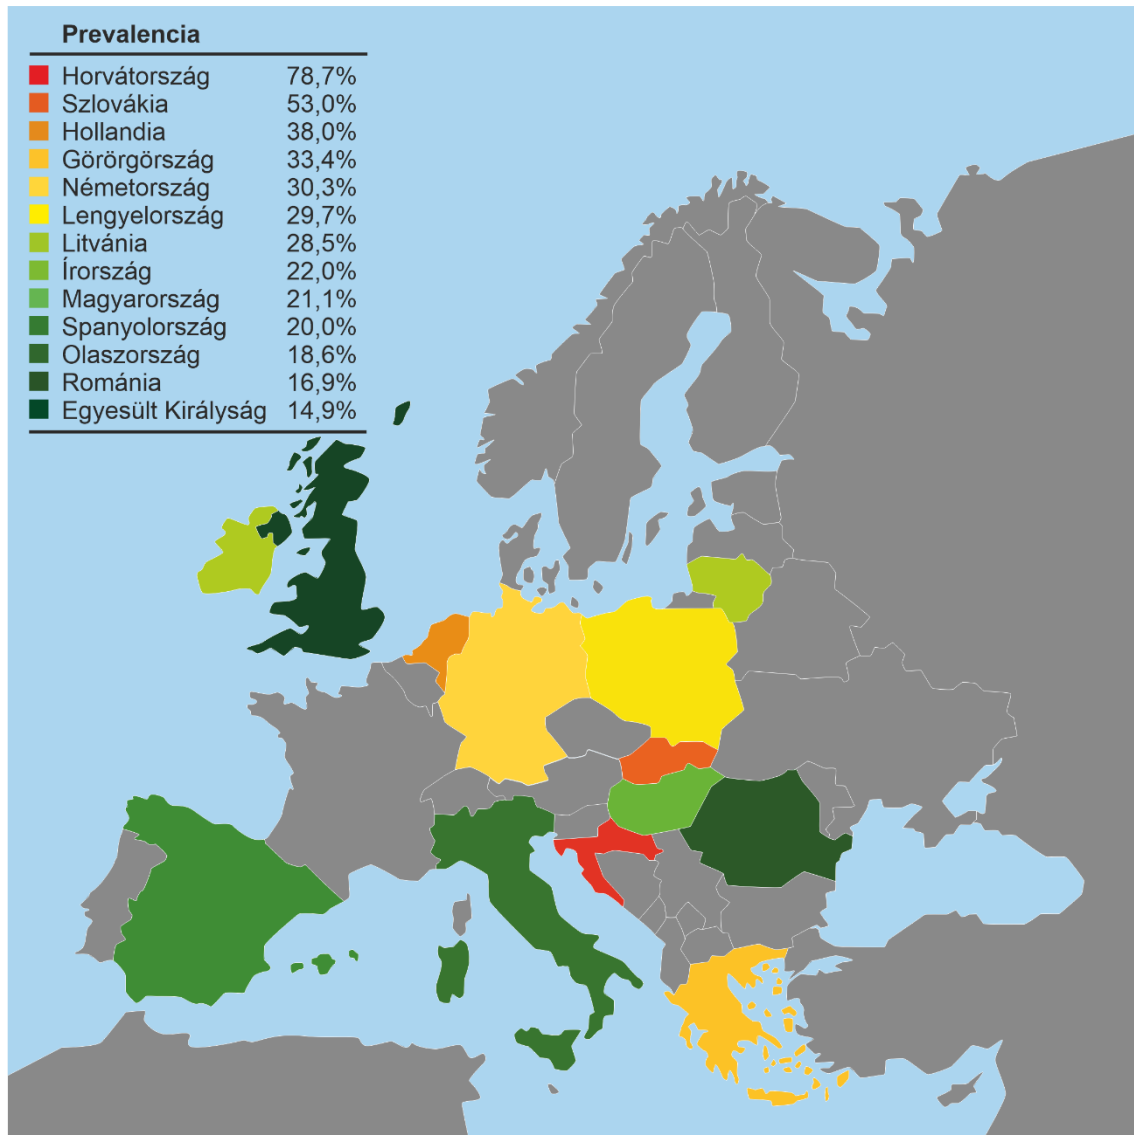 Prevalencia
Horvátország 78,7%
Szlovákia 53,0%
Hollandia 38,0%
Görörgország 33,4%
Németország 30,3%
Lengyelország 29,7%
Litvánia 28,5%
Írország 22,0%
Magyarország 21,1%
Spanyolország 20,0%
Olaszország 18,6%
Románia 16,9%
Egyesült Királyság 14,9%